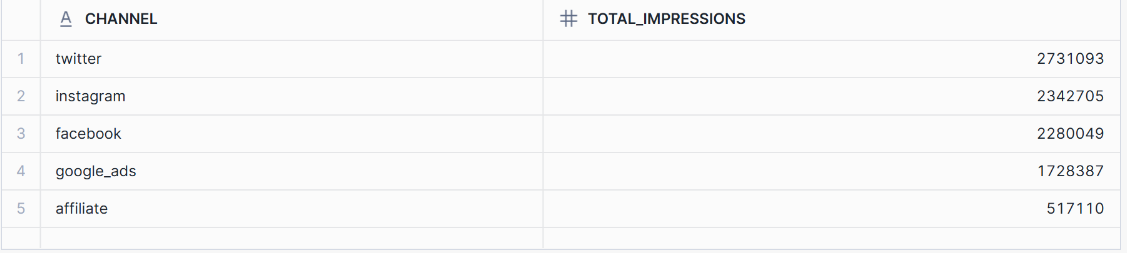 CHANNEL TOTAL_IMPRESSIONS
1 twitter 2731093
2 instagram 2342705
3 facebook 2280049
4 google_ads 1728387
5 affiliate 517110